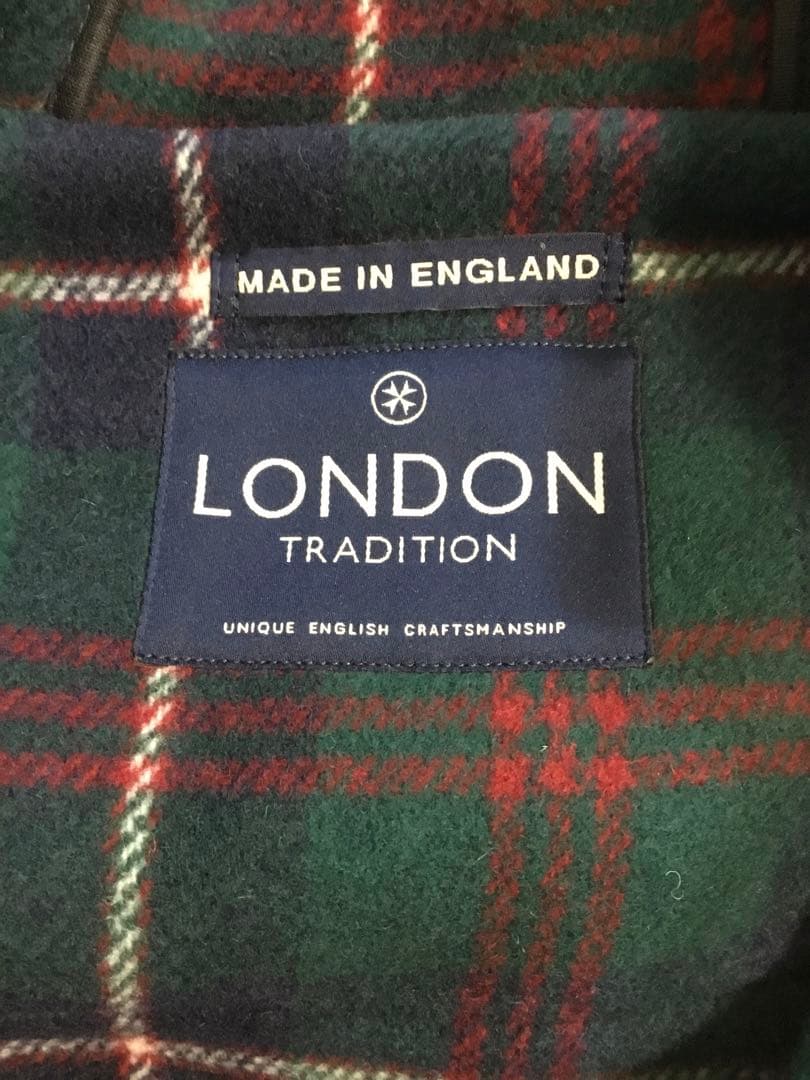 MADE IN ENGLAND
LONDON
TRADITION
UNIQUE ENGLISH CRAFTSMANSHIP